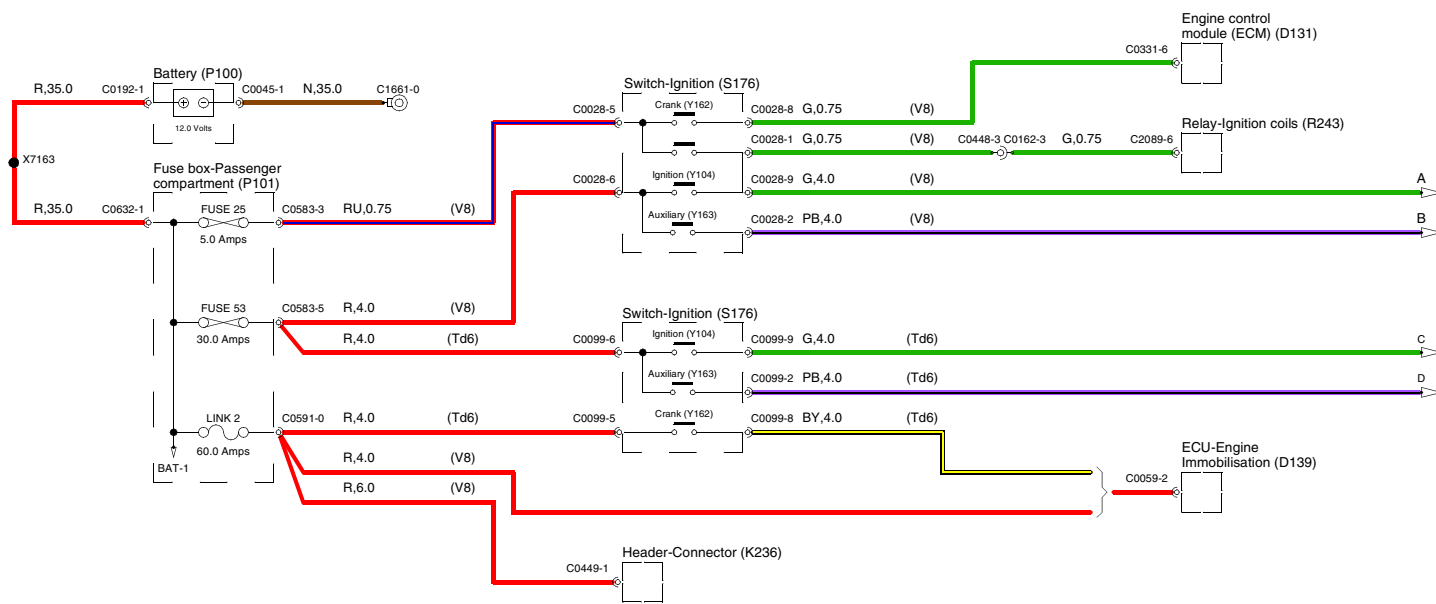 Engine control
module (ECM) (D131)
C0331-6
Battery (P100)
R,35.0
C0192-1
C0045-1
N,35.0
C1661-0
12.0 Volts
Switch-Ignition (S176)
C0028-5
Crank (Y162)
C0028-8
G,0.75
(V8)
C0028-1
G,0.75
(V8)
C0448-3
C0162-3
G,0.75
C2089-6
Relay-Ignition coils (R243)
X7163
Fuse box-Passenger
compartment (P101)
C0028-6
Ignition (Y104)
C0028-9
G,4.0
(V8)
A
R,35.0
C0632-1
FUSE 25
5.0 Amps
C0583-3
RU,0.75
(V8)
Auxiliary (Y163)
C0028-2
PB,4.0
(V8)
B
FUSE 53
30.0 Amps
C0583-5
R,4.0
(V8)
R,4.0
(Td6)
Switch-Ignition (S176)
C0099-6
Ignition (Y104)
C0099-9
G,4.0
(Td6)
C
Auxiliary (Y163)
C0099-2
PB,4.0
(Td6)
D
LINK 2
60.0 Amps
BAT-1
C0591-0
R,4.0
(Td6)
C0099-5
Crank (Y162)
C0099-8
BY,4.0
(Td6)
R,4.0
(V8)
R,6.0
(V8)
ECU-Engine
Immobilisation (D139)
C0059-2
Header-Connector (K236)
C0449-1